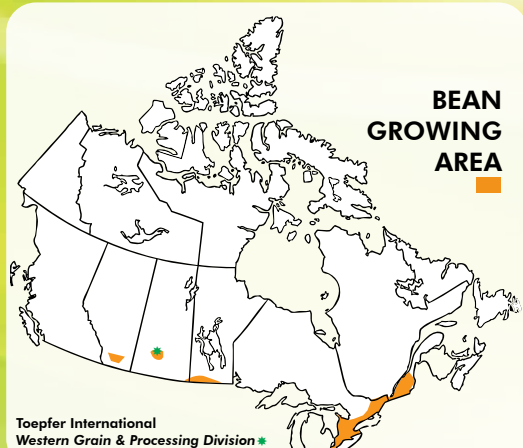 BEAN
GROWING
AREA
Toepfer International
Western Grain & Processing Division